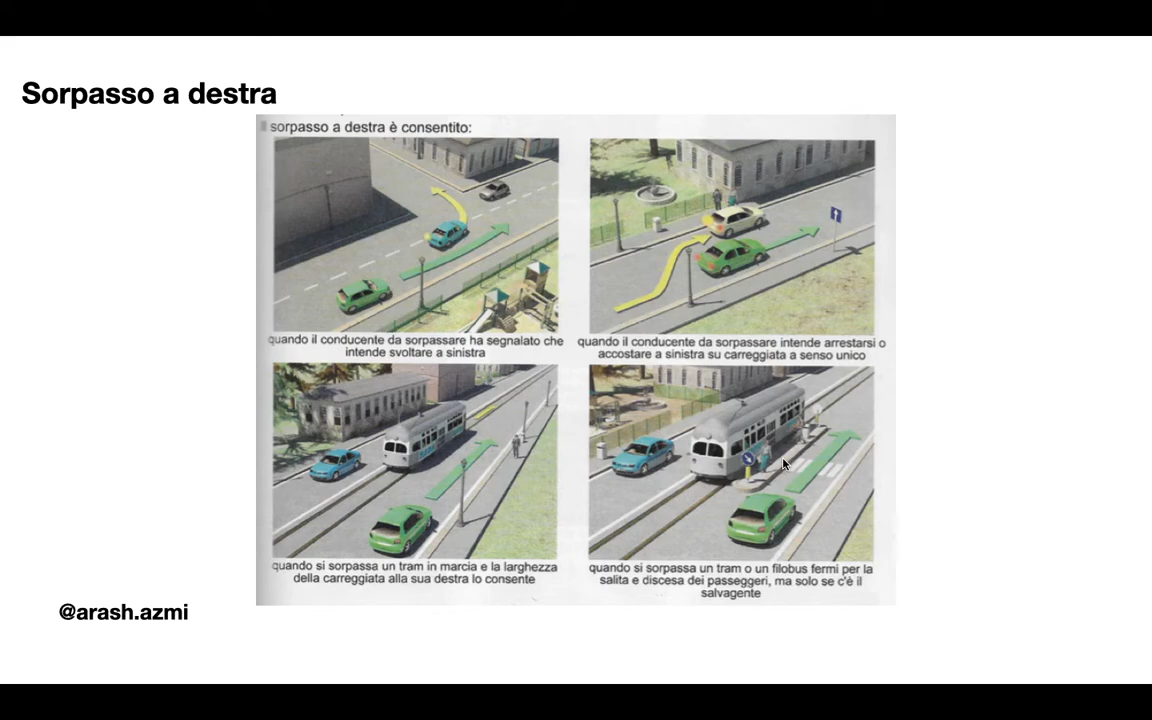 Sorpasso a destra
sorpasso a destra è consentito:
quando il conducente da sorpassare ha segnalato che
intende svoltare a sinistra
quando il conducente da sorpassare intende arrestarsi o
accostare a sinistra su carreggiata a senso unico
quando si sorpassa un tram in marcia e la larghezza
della carreggiata alla sua destra lo consente
quando si sorpassa un tram o un filobus fermi per la
salita e discesa dei passeggeri, ma solo se c'è il
salvagente
@arash.azmi